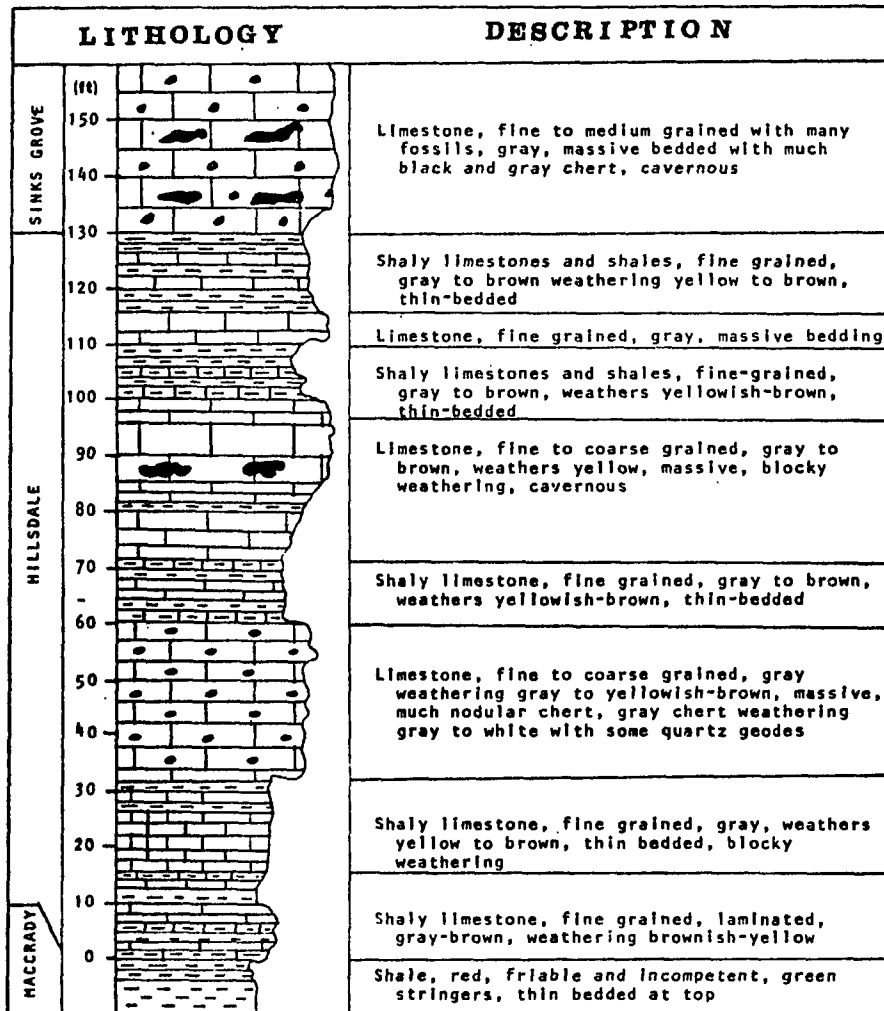 LITHOLOGY
DESCRIPTION
SINKS GROVE
HILLSDALE
MACCRADY
(ft)
150
140
130
120
110
100
90
80
70
60
50
40
30
20
10
0
Limestone, fine to medium grained with many
fossils, gray, massive bedded with much
black and gray chert, cavernous
Shaly limestones and shales, fine grained,
gray to brown weathering yellow to brown,
thin-bedded
Limestone, fine grained, gray, massive bedding
Shaly limestones and shales, fine-grained,
gray to brown, weathers yellowish-brown,
thin-bedded
Limestone, fine to coarse grained, gray to
brown, weathers yellow, massive, blocky
weathering, cavernous
Shaly limestone, fine grained, gray to brown,
weathers yellowish-brown, thin-bedded
Limestone, fine to coarse grained, gray
weathering gray to yellowish-brown, massive,
much nodular chert, gray chert weathering
gray to white with some quartz geodes
Shaly limestone, fine grained, gray, weathers
yellow to brown, thin bedded, blocky
weathering
Shaly limestone, fine grained, laminated,
gray-brown, weathering brownish-yellow
Shale, red, friable and incompetent, green
stringers, thin bedded at top